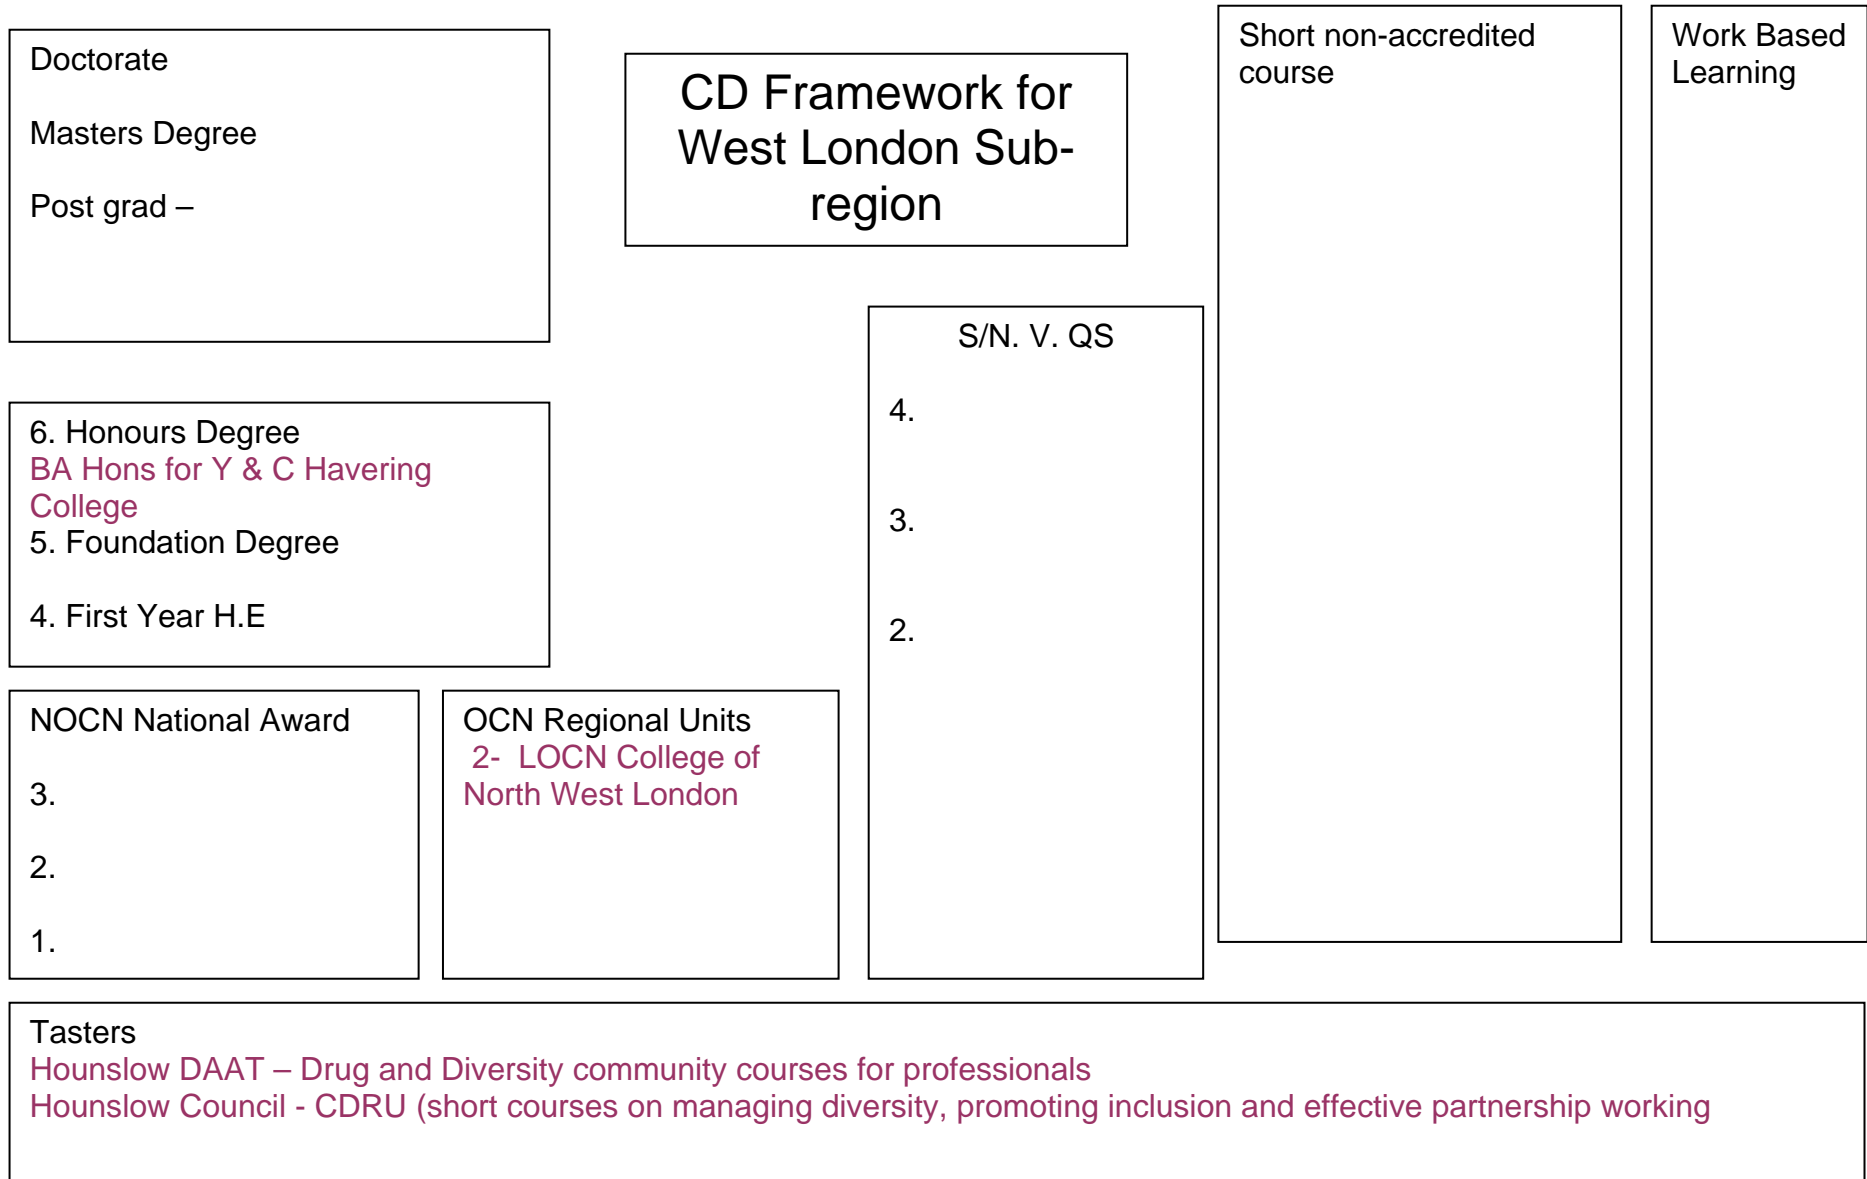 Doctorate
Masters Degree
Post grad –
CD Framework for
West London Sub-
region
Short non-accredited
course
Work Based
Learning
S/N. V. QS
4.
3.
2.
6. Honours Degree
BA Hons for Y & C Havering
College
5. Foundation Degree
4. First Year H.E
NOCN National Award
3.
2.
1.
OCN Regional Units
2- LOCN College of
North West London
Tasters
Hounslow DAAT – Drug and Diversity community courses for professionals
Hounslow Council - CDRU (short courses on managing diversity, promoting inclusion and effective partnership working